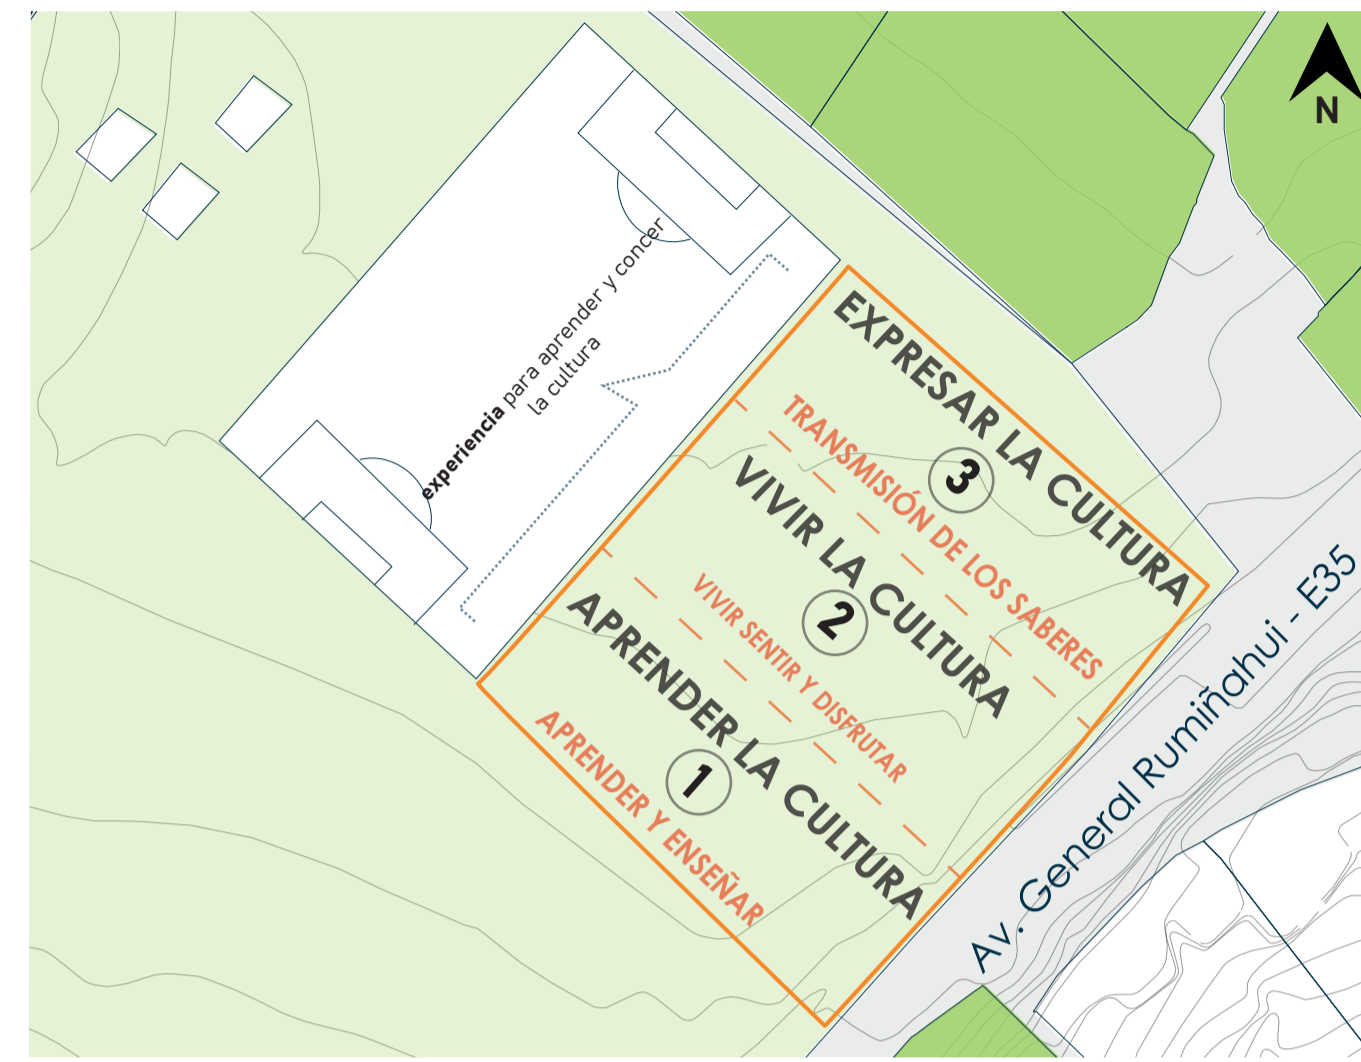 N
experiencia para aprender y concer
la cultura
EXPRESAR LA CULTURA
3
TRANSMISIÓN DE LOS SABERES
VIVIR LA CULTURA
2
VIVIR SENTIR Y DISFRUTAR
APRENDER LA CULTURA
1
APRENDER Y ENSEÑAR
Av. General Rumiñahui - E35